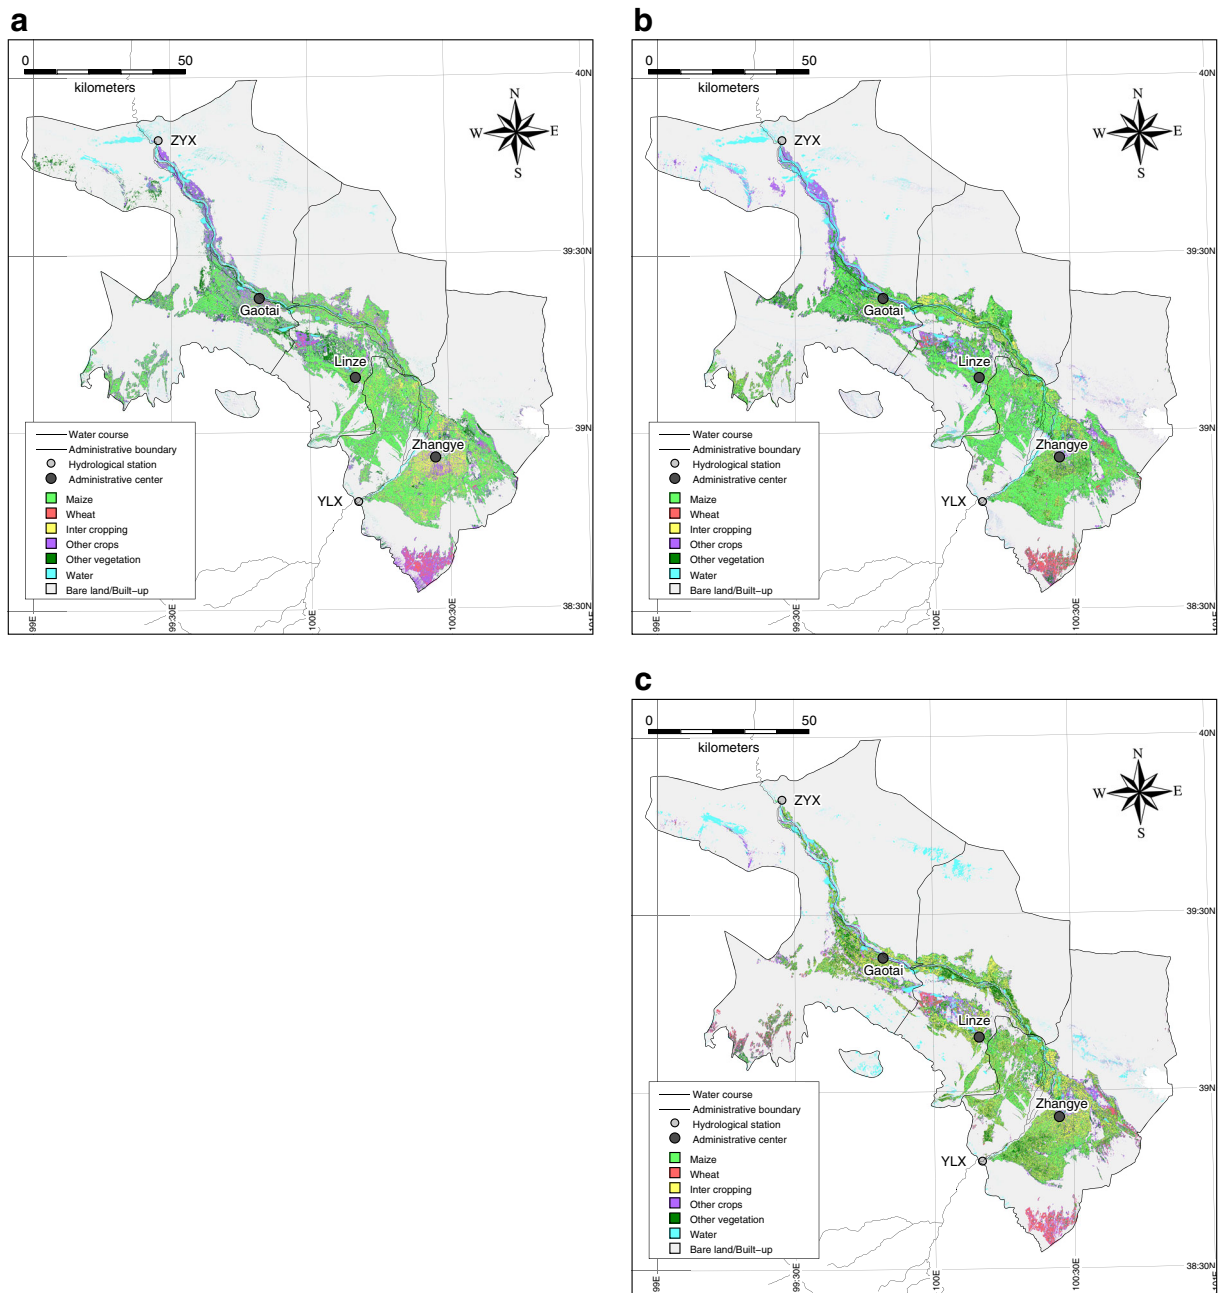 a
0 50
kilometers
40N
N
W E
S
ZYX
39:30N
Gaotai
Linze
39N
Zhangye
YLX
Water course
Administrative boundary
Hydrological station
Administrative center
Maize
Wheat
Inter cropping
Other crops
Other vegetation
Water
Bare land/Built-up
38:30N
99E
99:30E
100E
100:30E
b
0 50
kilometers
40N
N
W E
S
ZYX
39:30N
Gaotai
Linze
39N
Zhangye
YLX
Water course
Administrative boundary
Hydrological station
Administrative center
Maize
Wheat
Inter cropping
Other crops
Other vegetation
Water
Bare land/Built-up
38:30N
99E
99:30E
100E
100:30E
c
0 50
kilometers
40N
N
W E
S
ZYX
39:30N
Gaotai
Linze
39N
Zhangye
YLX
Water course
Administrative boundary
Hydrological station
Administrative center
Maize
Wheat
Inter cropping
Other crops
Other vegetation
Water
Bare land/Built-up
38:30N
99E
99:30E
100E
100:30E